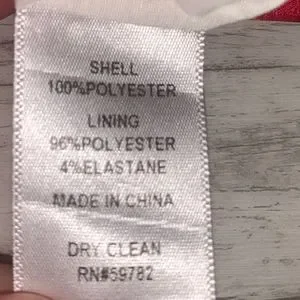 SHELL
100%POLYESTER
LINING
96%POLYESTER
4%ELASTANE
MADE IN CHINA
DRY CLEAN
RN#59782